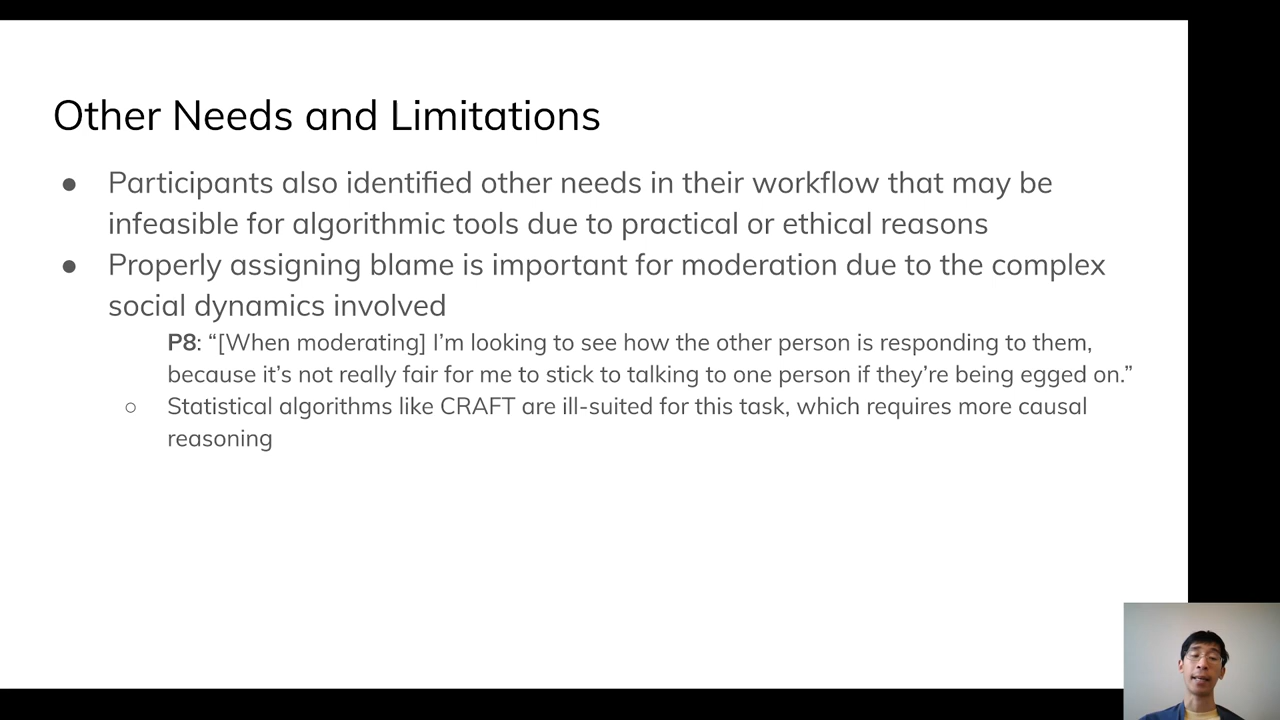 Other Needs and Limitations
● Participants also identified other needs in their workflow that may be
infeasible for algorithmic tools due to practical or ethical reasons
● Properly assigning blame is important for moderation due to the complex
social dynamics involved
P8: “[When moderating] I’m looking to see how the other person is responding to them,
because it’s not really fair for me to stick to talking to one person if they’re being egged on.”
○ Statistical algorithms like CRAFT are ill-suited for this task, which requires more causal
reasoning